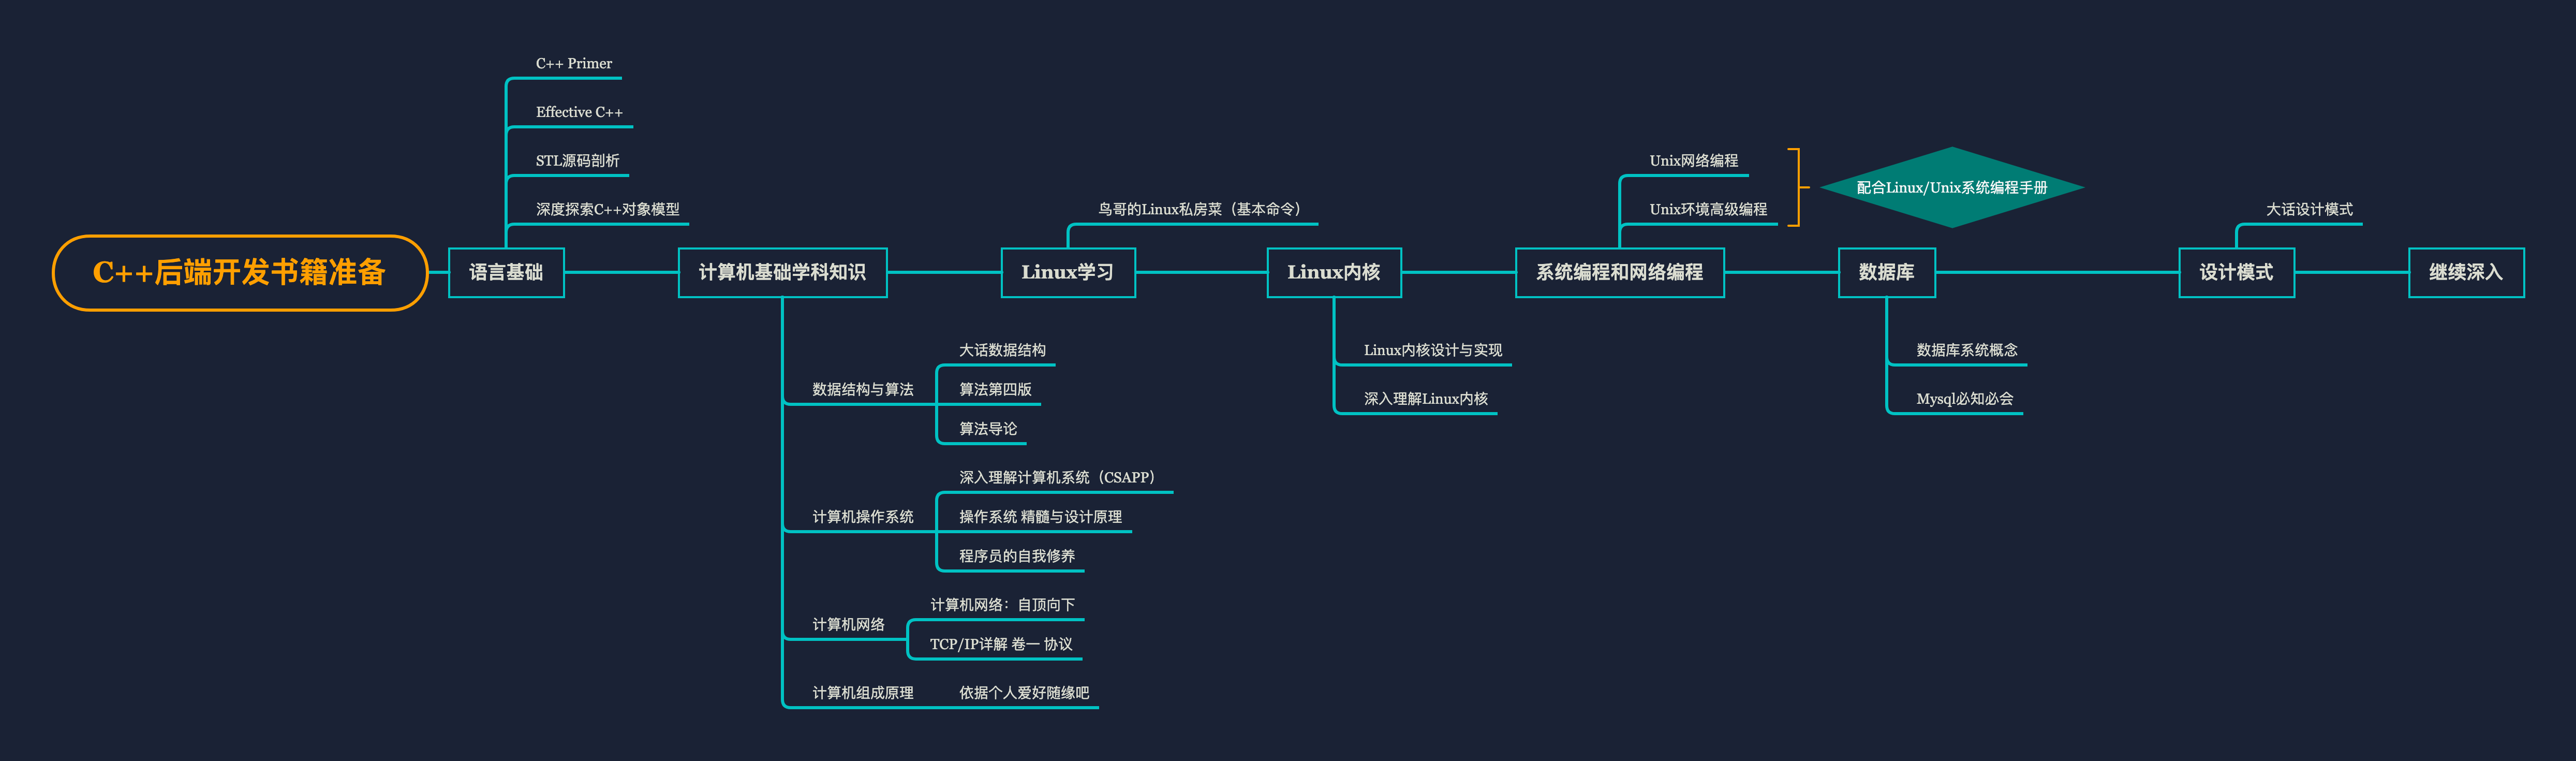 C++后端开发书籍准备
语言基础
C++ Primer
Effective C++
STL源码剖析
深度探索C++对象模型
计算机基础学科知识
数据结构与算法
大话数据结构
算法第四版
算法导论
计算机操作系统
深入理解计算机系统（CSAPP）
操作系统 精髓与设计原理
程序员的自我修养
计算机网络
计算机网络：自顶向下
TCP/IP详解 卷一 协议
计算机组成原理
依据个人爱好随缘吧
Linux学习
鸟哥的Linux私房菜（基本命令）
Linux内核
Linux内核设计与实现
深入理解Linux内核
系统编程和网络编程
Unix网络编程
Unix环境高级编程
配合Linux/Unix系统编程手册
数据库
数据库系统概念
Mysql必知必会
设计模式
大话设计模式
继续深入